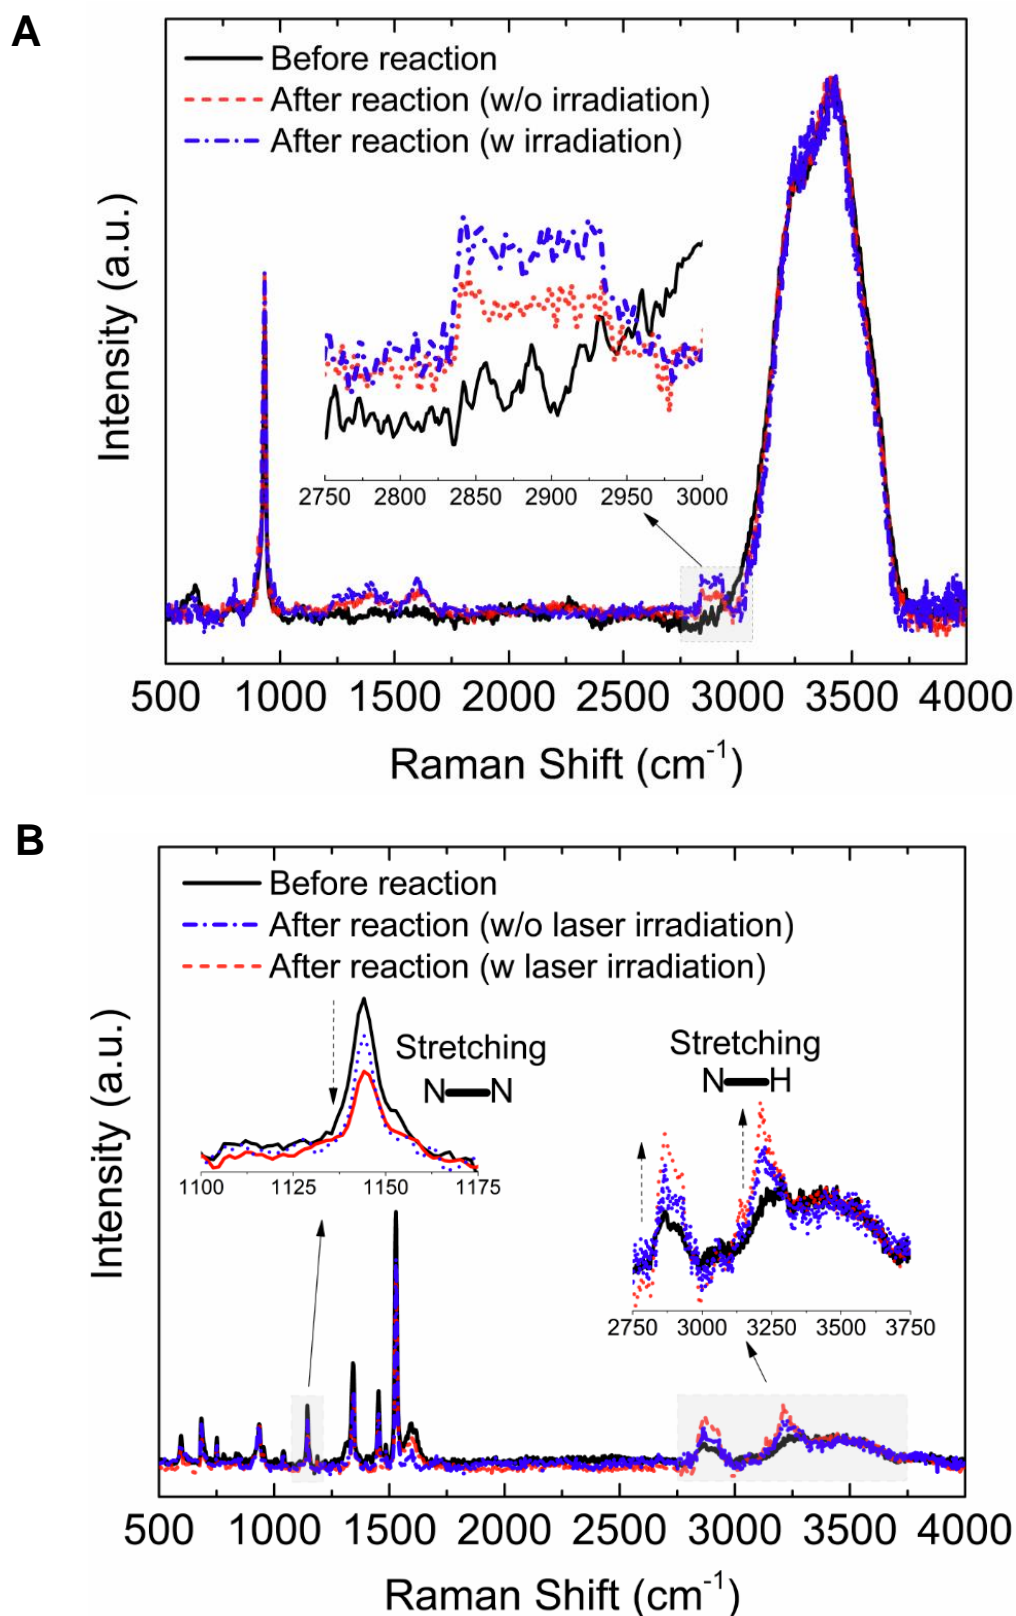 A
Before reaction
After reaction (w/o irradiation)
After reaction (w irradiation)
Intensity (a.u.)
2750 2800 2850 2900 2950 3000
500 1000 1500 2000 2500 3000 3500 4000
Raman Shift (cm⁻¹)
B
Before reaction
After reaction (w/o laser irradiation)
After reaction (w laser irradiation)
Intensity (a.u.)
Stretching
N N
1100 1125 1150 1175
Stretching
N H
2750 3000 3250 3500 3750
500 1000 1500 2000 2500 3000 3500 4000
Raman Shift (cm⁻¹)